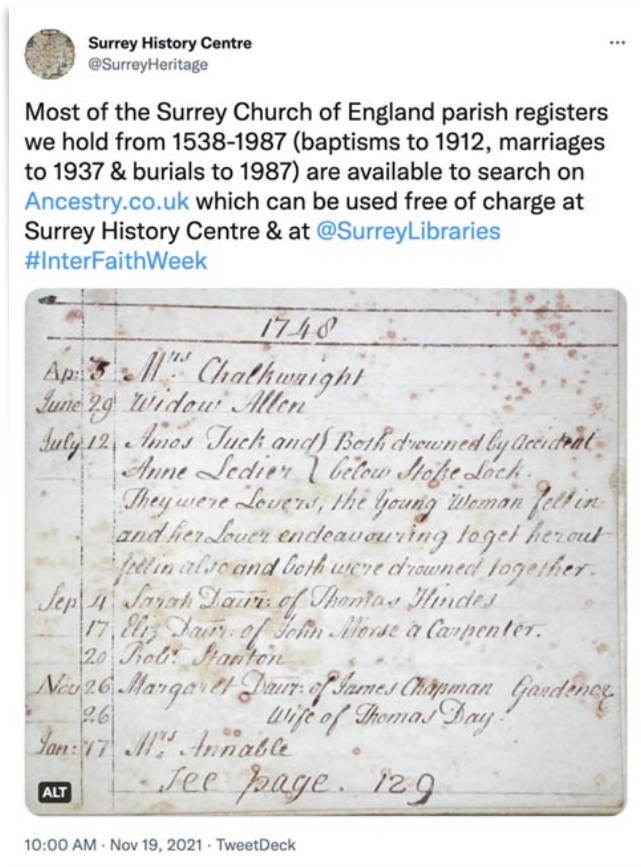 Surrey History Centre
@SurreyHeritage
Most of the Surrey Church of England parish registers
we hold from 1538-1987 (baptisms to 1912, marriages
to 1937 & burials to 1987) are available to search on
Ancestry.co.uk which can be used free of charge at
Surrey History Centre & at @SurreyLibraries
#InterFaithWeek
1748
Ap: 3 Mrs Chalkwright
June 29 Widow Allen
July 12 Amos Tuck and } Both drowned by Accident
Anne Ledier } below Stoke Lock.
They were Lovers, the Young Woman fell in
and her Lover endeavouring to get her out
fell in also and both were drowned together.
Sep 4 Sarah Daur: of Thomas Hindes
17 Eliz Daur: of John Morse a Carpenter.
20 Robt. Stanton
Nov 26 Margaret Daur: of James Chapman Gardener
26 Wife of Thomas Day.
Jan: 17 Mrs Annable
See page. 129
ALT
10:00 AM · Nov 19, 2021 · TweetDeck